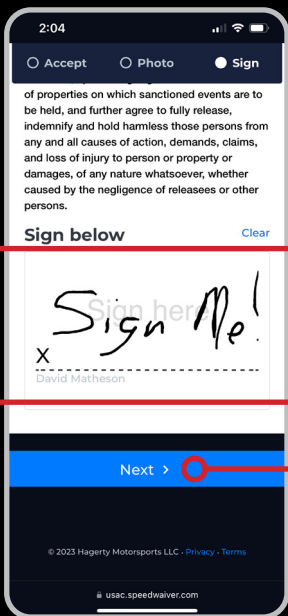 2:04
Accept Photo Sign
of properties on which sanctioned events are to
be held, and further agree to fully release,
indemnify and hold harmless those persons from
any and all causes of action, demands, claims,
and loss of injury to person or property or
damages, of any nature whatsoever, whether
caused by the negligence of releasees or other
persons.
Sign below Clear
Sign here
Sign Me!
X
David Matheson
Next >
© 2023 Hagerty Motorsports LLC - Privacy - Terms
usac.speedwaiver.com